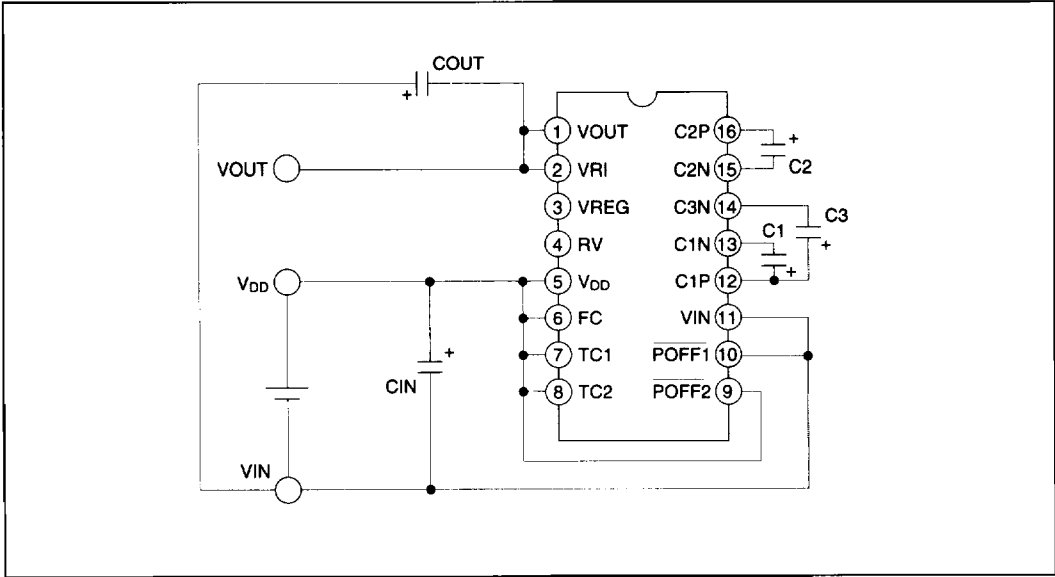 COUT
+
VOUT
VDD
CIN
+
VIN
1 VOUT
2 VRI
3 VREG
4 RV
5 VDD
6 FC
7 TC1
8 TC2
C2P 16
C2N 15
C3N 14
C1N 13
C1P 12
VIN 11
POFF1 10
POFF2 9
+
C2
C3
+
C1
+